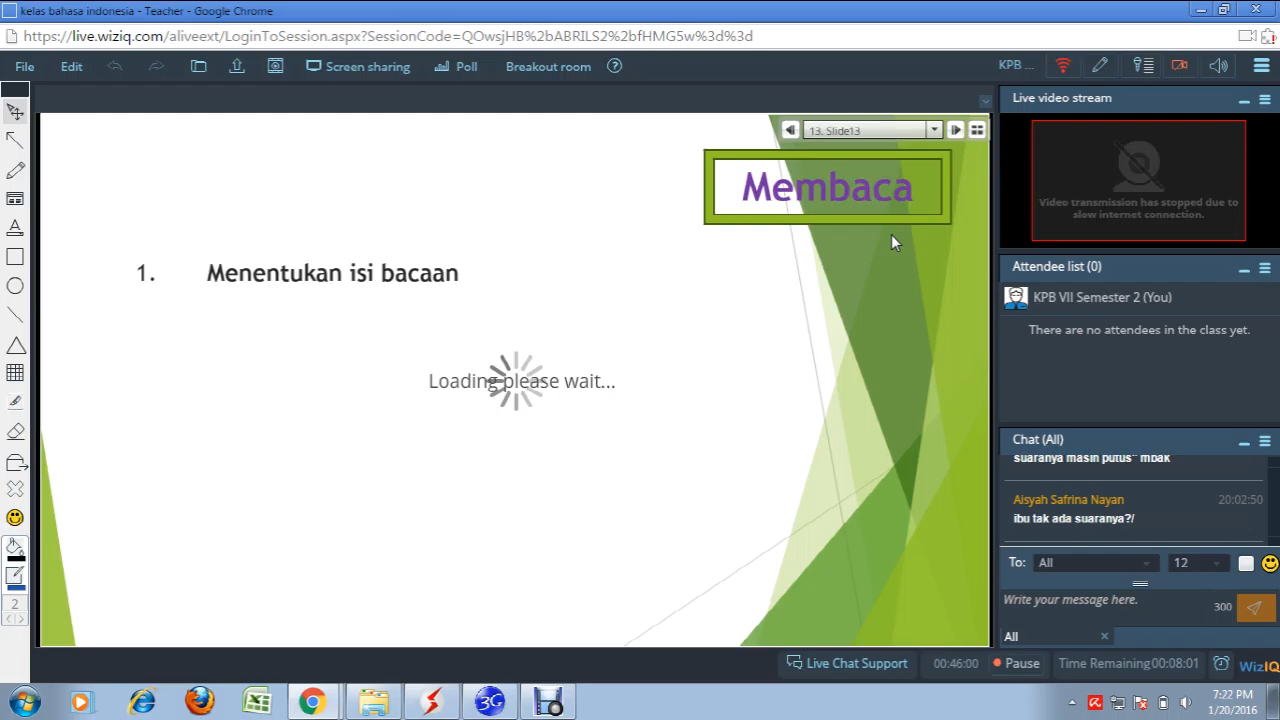 kelas bahasa indonesia - Teacher - Google Chrome
https://live.wiziq.com/aliveext/LoginToSession.aspx?SessionCode=QOwsjHB%2bABRILS2%2bfHMG5w%3d%3d
File Edit Screen sharing Poll Breakout room ? KPB ...
Live video stream
13. Slide13
Membaca
Video transmission has stopped due to
slow internet connection.
1. Menentukan isi bacaan
Attendee list (0)
KPB VII Semester 2 (You)
There are no attendees in the class yet.
Loading please wait...
Chat (All)
suaranya masin putus" mbak
Aisyah Safrina Nayan 20:02:50
ibu tak ada suaranya?/
To: All 12
Write your message here. 300
2
All
Live Chat Support 00:46:00 Pause Time Remaining:00:08:01 WizIQ
3G
7:22 PM
1/20/2016